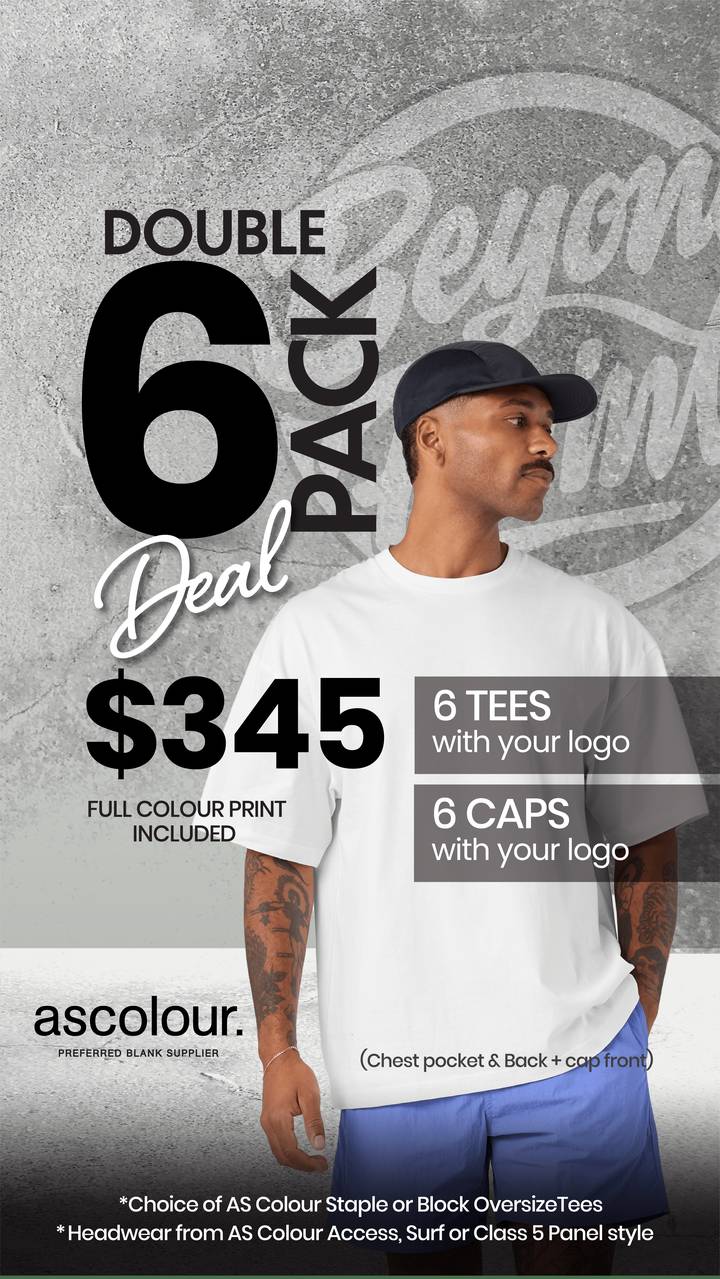 DOUBLE
6
PACK
Deal
$345
FULL COLOUR PRINT
INCLUDED
6 TEES
with your logo
6 CAPS
with your logo
ascolour.
PREFERRED BLANK SUPPLIER
(Chest pocket & Back + cap front)
*Choice of AS Colour Staple or Block OversizeTees
*Headwear from AS Colour Access, Surf or Class 5 Panel style